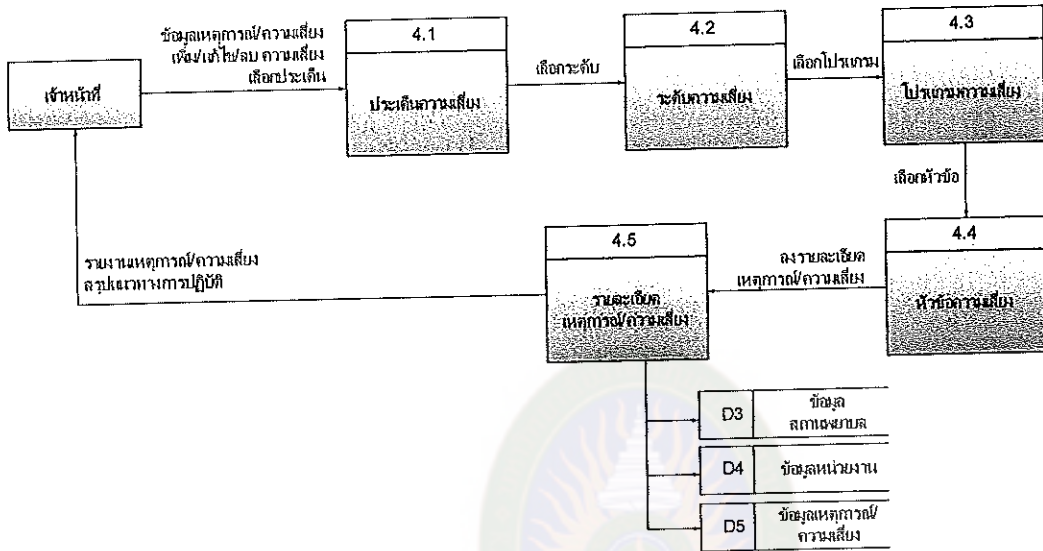 เจ้าหน้าที่
ข้อมูลเหตุการณ์/ความเสี่ยง
เพิ่ม/แก้ไข/ลบ ความเสี่ยง
เลือกประเด็น
4.1
ประเด็นความเสี่ยง
เลือกระดับ
4.2
ระดับความเสี่ยง
เลือกโปรแกรม
4.3
โปรแกรมความเสี่ยง
เลือกหัวข้อ
4.4
หัวข้อความเสี่ยง
ลงรายละเอียด
เหตุการณ์/ความเสี่ยง
4.5
รายละเอียด
เหตุการณ์/ความเสี่ยง
รายงานเหตุการณ์/ความเสี่ยง
สรุปแนวทางการปฏิบัติ
D3
ข้อมูล
สถานพยาบาล
D4
ข้อมูลหน่วยงาน
D5
ข้อมูลเหตุการณ์/
ความเสี่ยง